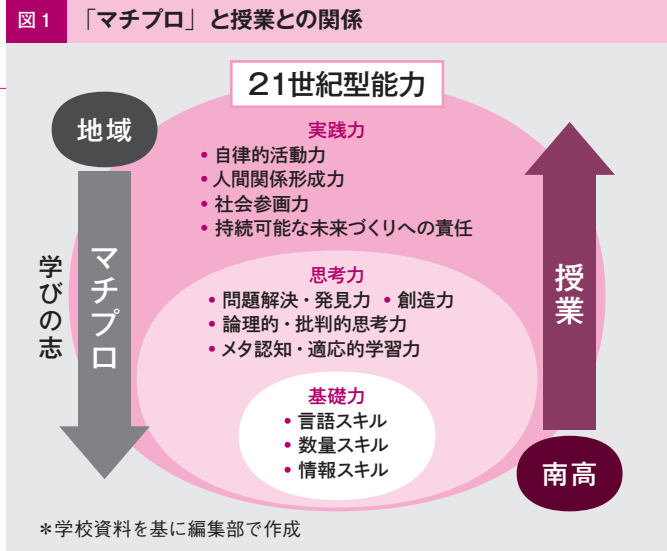 図1 「マチプロ」と授業との関係
21世紀型能力
地域
実践力
• 自律的活動力
• 人間関係形成力
• 社会参画力
• 持続可能な未来づくりへの責任
学びの志
マチプロ
思考力
• 問題解決・発見力 • 創造力
• 論理的・批判的思考力
• メタ認知・適応的学習力
基礎力
• 言語スキル
• 数量スキル
• 情報スキル
授業
南高
*学校資料を基に編集部で作成